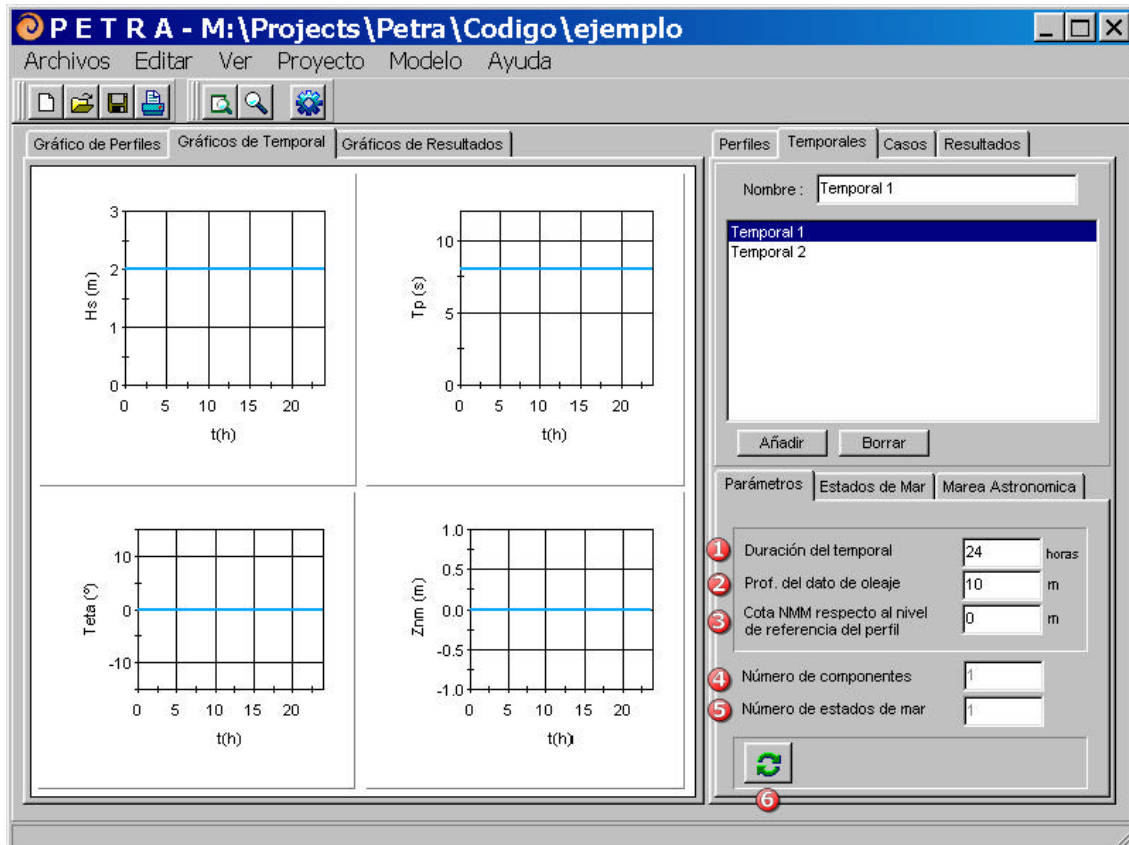 P E T R A - M:\Projects\Petra\Codigo\ejemplo
Archivos Editar Ver Proyecto Modelo Ayuda
Gráfico de Perfiles Gráficos de Temporal Gráficos de Resultados
3
2
1
0
Hs (m)
0 5 10 15 20
t(h)
10
5
0
Tp (s)
0 5 10 15 20
t(h)
10
0
-10
Teta (º)
0 5 10 15 20
t(h)
1.0
0.5
0.0
-0.5
-1.0
Znm (m)
0 5 10 15 20
t(h)
Perfiles Temporales Casos Resultados
Nombre : Temporal 1
Temporal 1
Temporal 2
Añadir Borrar
Parámetros Estados de Mar Marea Astronomica
1 Duración del temporal 24 horas
2 Prof. del dato de oleaje 10 m
3 Cota NMM respecto al nivel
de referencia del perfil 0 m
4 Número de componentes 1
5 Número de estados de mar 1
6